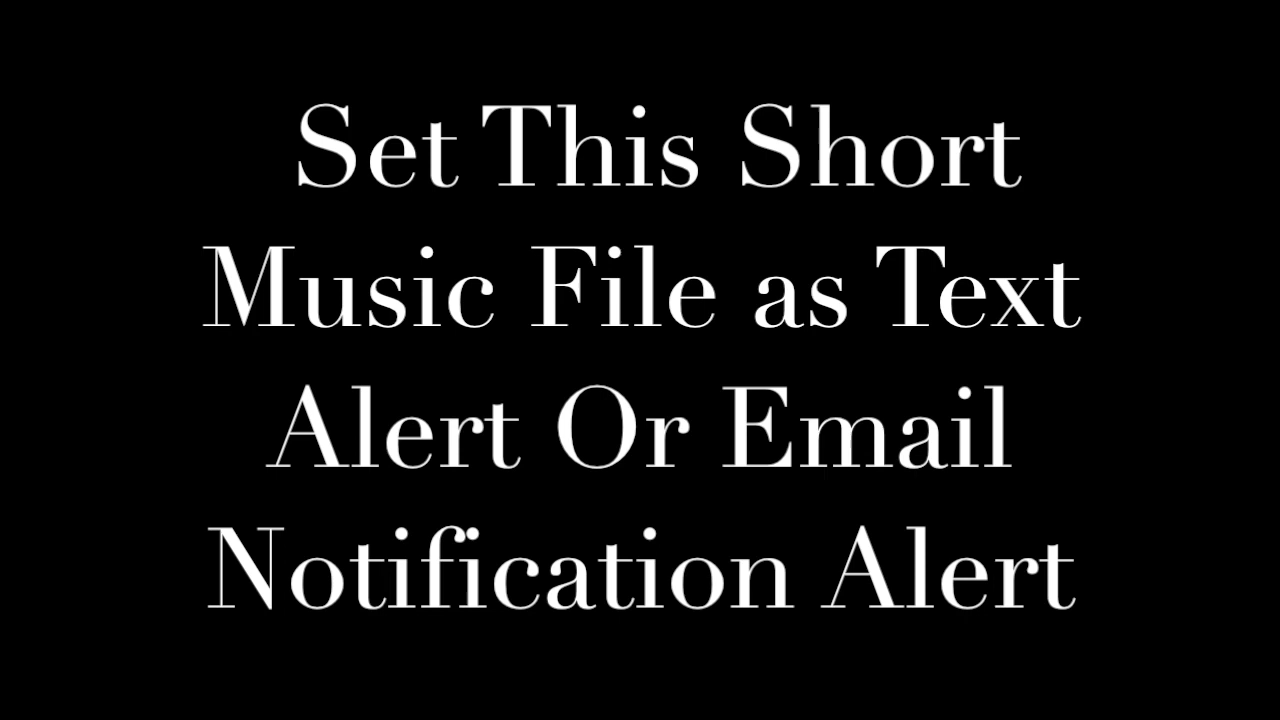 Set This Short
Music File as Text
Alert Or Email
Notification Alert